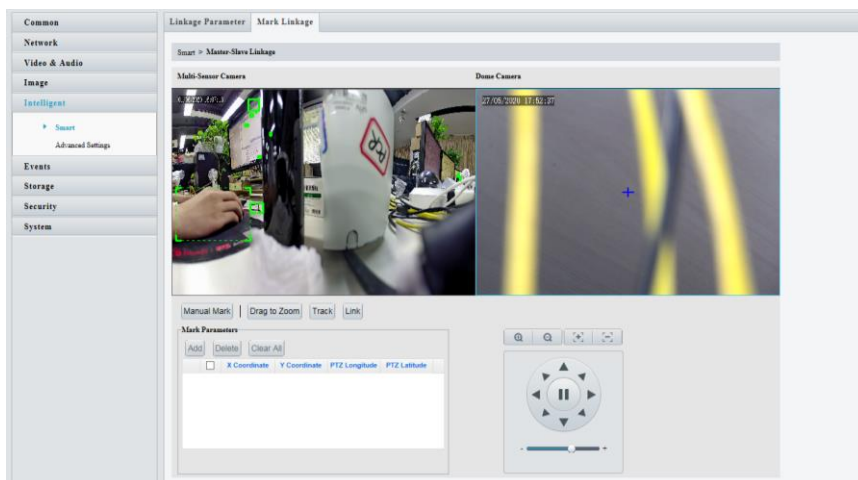 Common
Network
Video & Audio
Image
Intelligent
Smart
Advanced Settings
Events
Storage
Security
System
Linkage Parameter Mark Linkage
Smart > Master-Slave Linkage
Multi-Sensor Camera Dome Camera
27/05/2020 17:52:37
Manual Mark Drag to Zoom Track Link
Mark Parameters
Add Delete Clear All
X Coordinate Y Coordinate PTZ Longitude PTZ Latitude